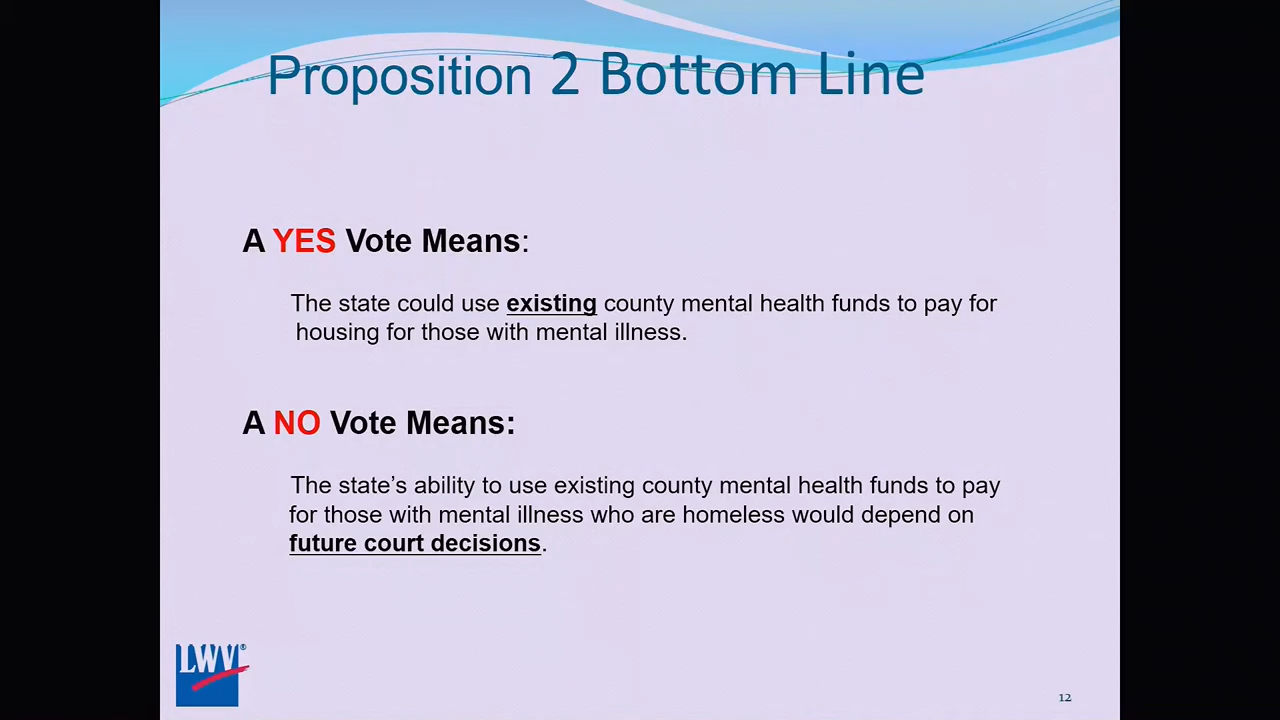 Proposition 2 Bottom Line
A YES Vote Means:
The state could use existing county mental health funds to pay for
housing for those with mental illness.
A NO Vote Means:
The state’s ability to use existing county mental health funds to pay
for those with mental illness who are homeless would depend on
future court decisions.
LWV®
12